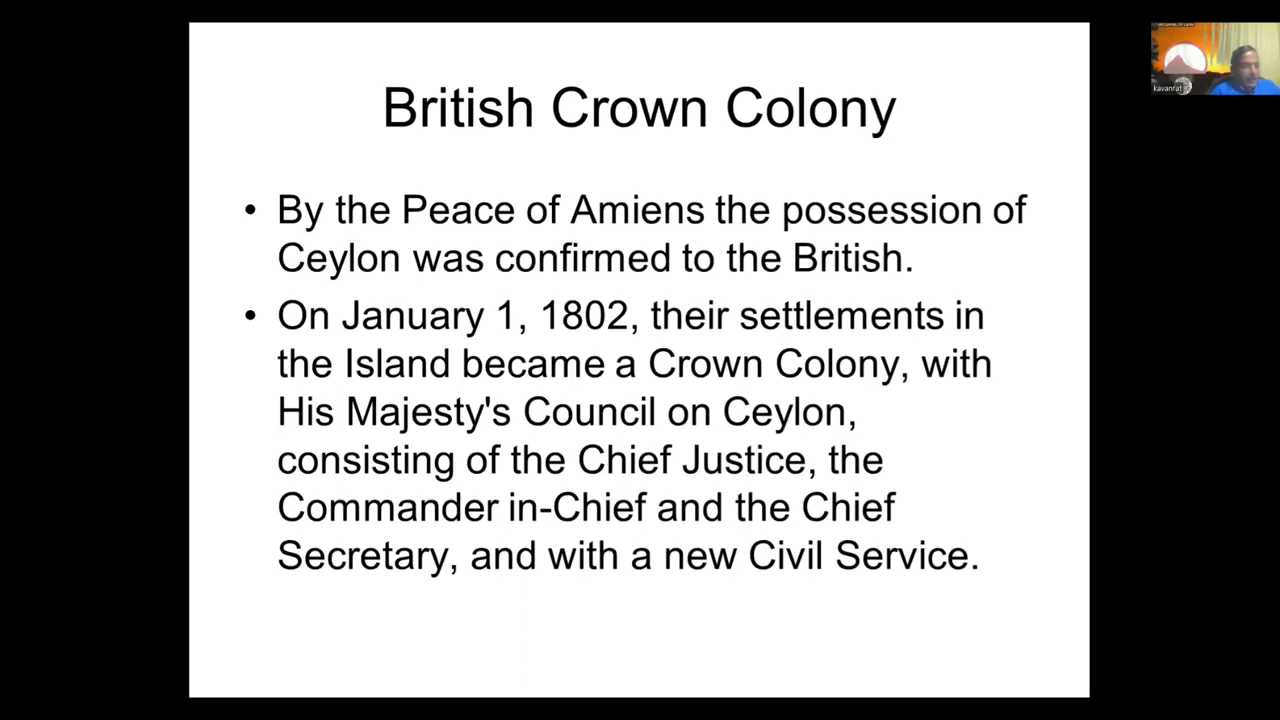 British Crown Colony
• By the Peace of Amiens the possession of
Ceylon was confirmed to the British.
• On January 1, 1802, their settlements in
the Island became a Crown Colony, with
His Majesty's Council on Ceylon,
consisting of the Chief Justice, the
Commander in-Chief and the Chief
Secretary, and with a new Civil Service.
kavanrat